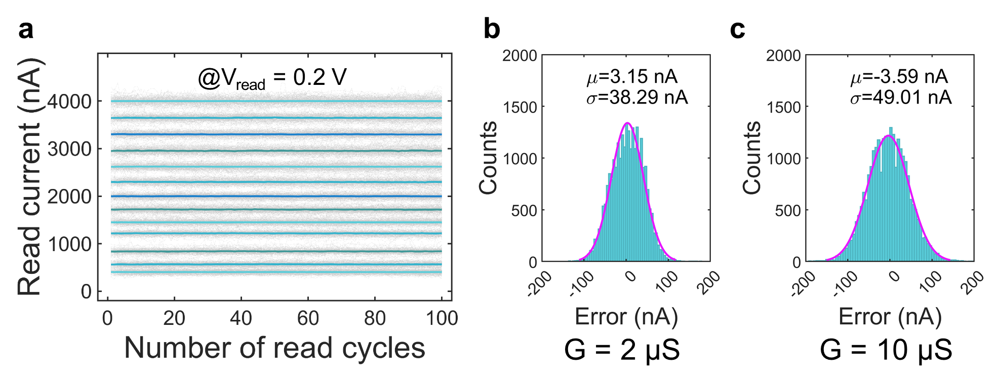 a
@Vread = 0.2 V
Read current (nA)
4000
3000
2000
1000
0
0 20 40 60 80 100
Number of read cycles
b
μ=3.15 nA
σ=38.29 nA
Counts
2000
1500
1000
500
0
-200 -100 0 100 200
Error (nA)
G = 2 μS
c
μ=-3.59 nA
σ=49.01 nA
Counts
2000
1500
1000
500
0
-200 -100 0 100 200
Error (nA)
G = 10 μS